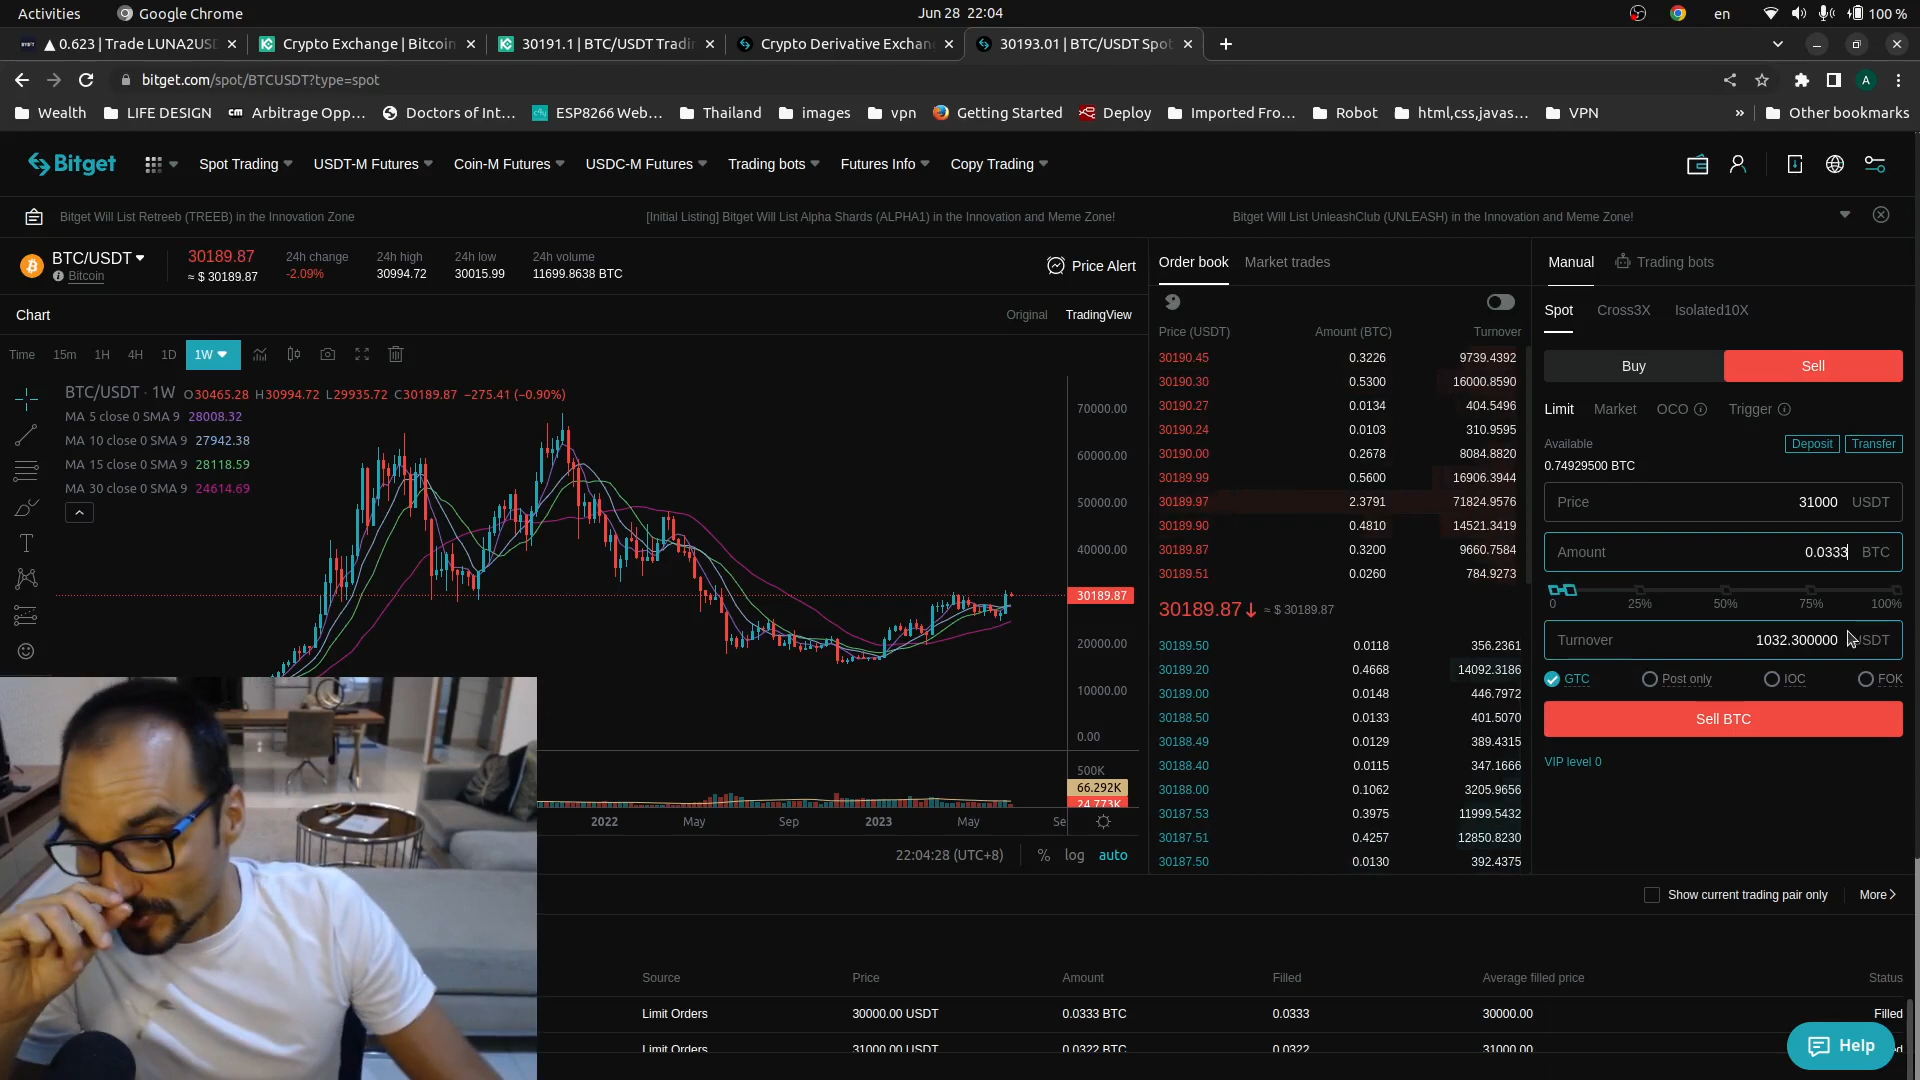 Activities
Google Chrome
Jun 28 22:04
en
100 %
▲ 0.623 | Trade LUNA2USD
Crypto Exchange | Bitcoin
30191.1 | BTC/USDT Tradin
Crypto Derivative Exchang
30193.01 | BTC/USDT Spot
bitget.com/spot/BTCUSDT?type=spot
A
Wealth
LIFE DESIGN
Arbitrage Opp...
Doctors of Int...
ESP8266 Web...
Thailand
images
vpn
Getting Started
Deploy
Imported Fro...
Robot
html,css,javas...
VPN
»
Other bookmarks
Bitget
Spot Trading
USDT-M Futures
Coin-M Futures
USDC-M Futures
Trading bots
Futures Info
Copy Trading
Bitget Will List Retreeb (TREEB) in the Innovation Zone
[Initial Listing] Bitget Will List Alpha Shards (ALPHA1) in the Innovation and Meme Zone!
Bitget Will List UnleashClub (UNLEASH) in the Innovation and Meme Zone!
BTC/USDT
Bitcoin
30189.87
≈ $ 30189.87
24h change
-2.09%
24h high
30994.72
24h low
30015.99
24h volume
11699.8638 BTC
Price Alert
Chart
Original
TradingView
Time
15m
1H
4H
1D
1W
BTC/USDT · 1W O30465.28 H30994.72 L29935.72 C30189.87 −275.41 (−0.90%)
MA 5 close 0 SMA 9 28008.32
MA 10 close 0 SMA 9 27942.38
MA 15 close 0 SMA 9 28118.59
MA 30 close 0 SMA 9 24614.69
70000.00
60000.00
50000.00
40000.00
30189.87
20000.00
10000.00
0.00
500K
66.292K
24.773K
2022
May
Sep
2023
May
Se
22:04:28 (UTC+8)
%
log
auto
Order book
Market trades
Price (USDT) Amount (BTC) Turnover
30190.45 0.3226 9739.4392
30190.30 0.5300 16000.8590
30190.27 0.0134 404.5496
30190.24 0.0103 310.9595
30190.00 0.2678 8084.8820
30189.99 0.5600 16906.3944
30189.97 2.3791 71824.9576
30189.90 0.4810 14521.3419
30189.87 0.3200 9660.7584
30189.51 0.0260 784.9273
30189.87 ↓ ≈ $ 30189.87
30189.50 0.0118 356.2361
30189.20 0.4668 14092.3186
30189.00 0.0148 446.7972
30188.50 0.0133 401.5070
30188.49 0.0129 389.4315
30188.40 0.0115 347.1666
30188.00 0.1062 3205.9656
30187.53 0.3975 11999.5432
30187.51 0.4257 12850.8230
30187.50 0.0130 392.4375
Manual
Trading bots
Spot
Cross3X
Isolated10X
Buy
Sell
Limit
Market
OCO
Trigger
Available
Deposit
Transfer
0.74929500 BTC
Price 31000 USDT
Amount 0.0333 BTC
0 25% 50% 75% 100%
Turnover 1032.300000 USDT
GTC
Post only
IOC
FOK
Sell BTC
VIP level 0
Show current trading pair only
More
Source Price Amount Filled Average filled price Status
Limit Orders 30000.00 USDT 0.0333 BTC 0.0333 30000.00 Filled
Limit Orders 31000.00 USDT 0.0322 BTC 0.0322 31000.00
Help